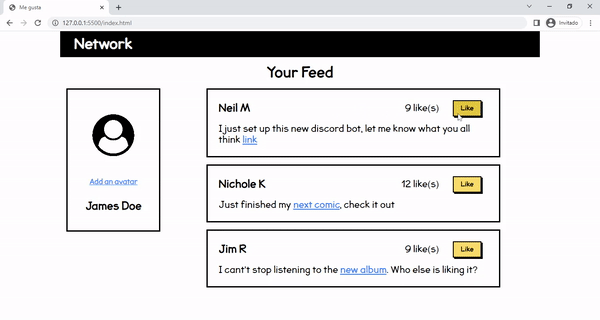 Me gusta
127.0.0.1:5500/index.html
Invitado
Network
Your Feed
Add an avatar
James Doe
Neil M
9 like(s)
Like
I just set up this new discord bot, let me know what you all
think link
Nichole K
12 like(s)
Like
Just finished my next comic, check it out
Jim R
9 like(s)
Like
I cant't stop listening to the new album. Who else is liking it?